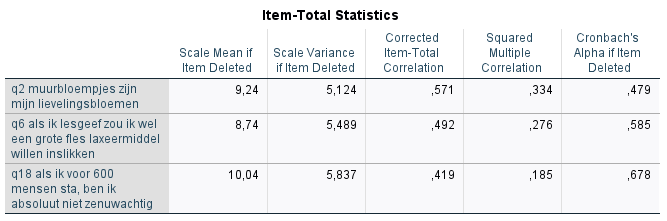 Item-Total Statistics
Scale Mean if Item Deleted
Scale Variance if Item Deleted
Corrected Item-Total Correlation
Squared Multiple Correlation
Cronbach's Alpha if Item Deleted
q2 muurbloempjes zijn
mijn lievelingsbloemen
9,24 5,124 ,571 ,334 ,479
q6 als ik lesgeef zou ik wel
een grote fles laxeermiddel
willen inslikken
8,74 5,489 ,492 ,276 ,585
q18 als ik voor 600
mensen sta, ben ik
absoluut niet zenuwachtig
10,04 5,837 ,419 ,185 ,678